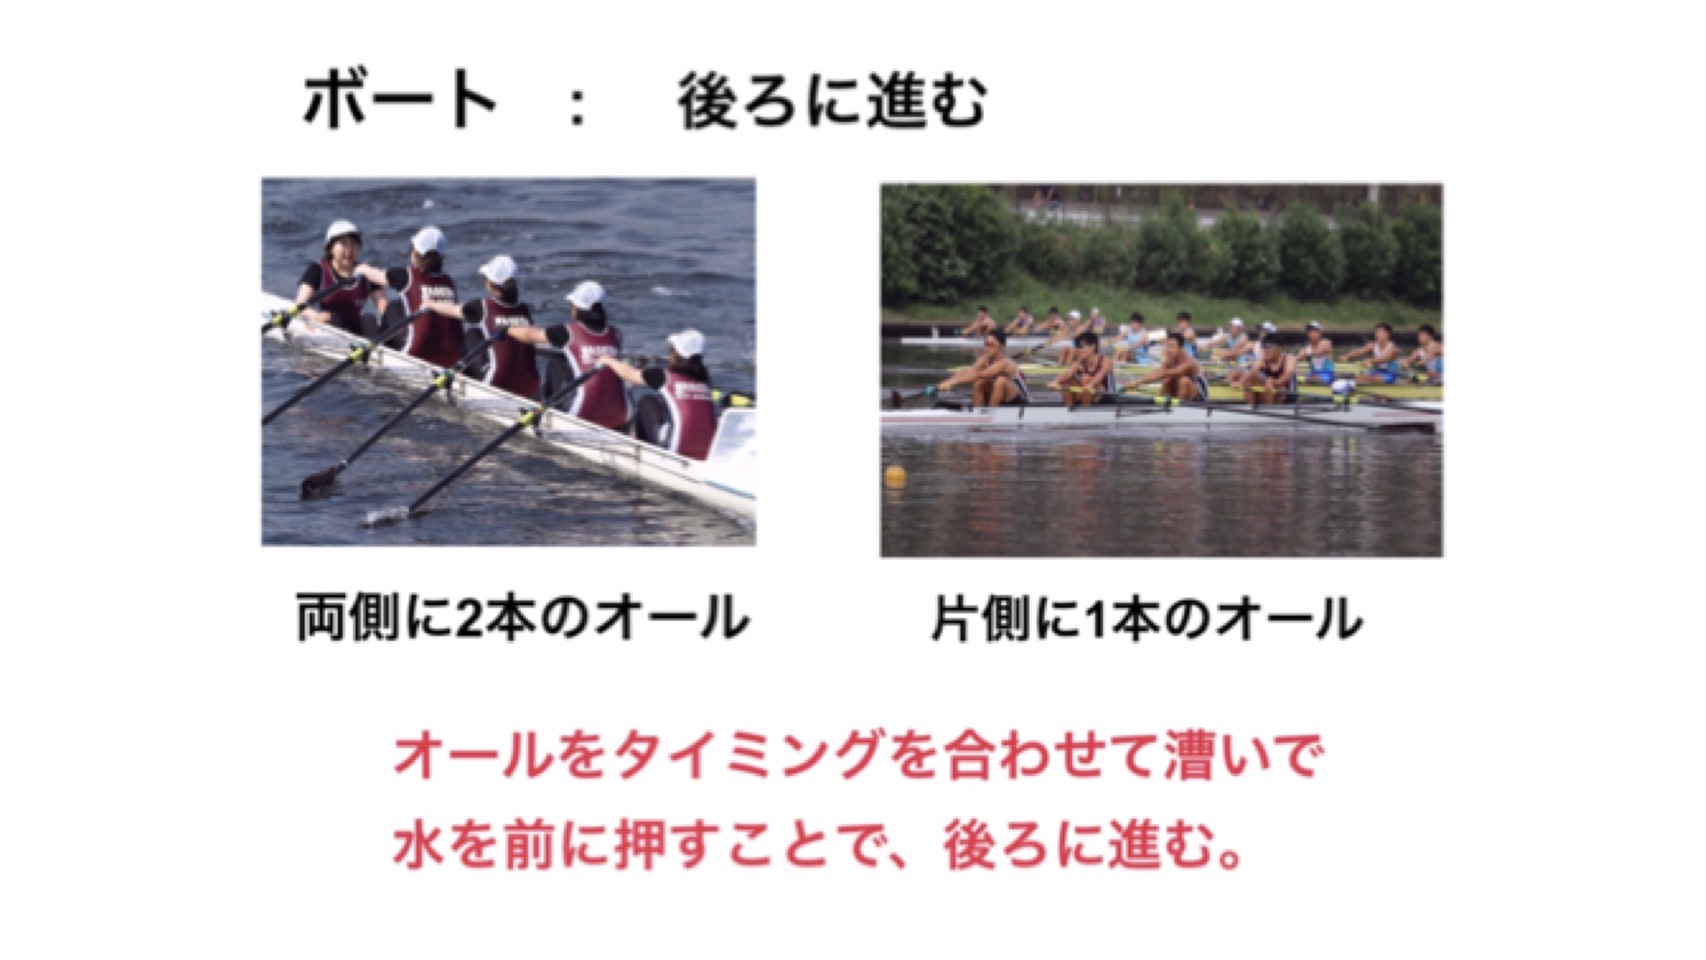 ボート : 後ろに進む
両側に2本のオール
片側に1本のオール
オールをタイミングを合わせて漕いで
水を前に押すことで、後ろに進む。